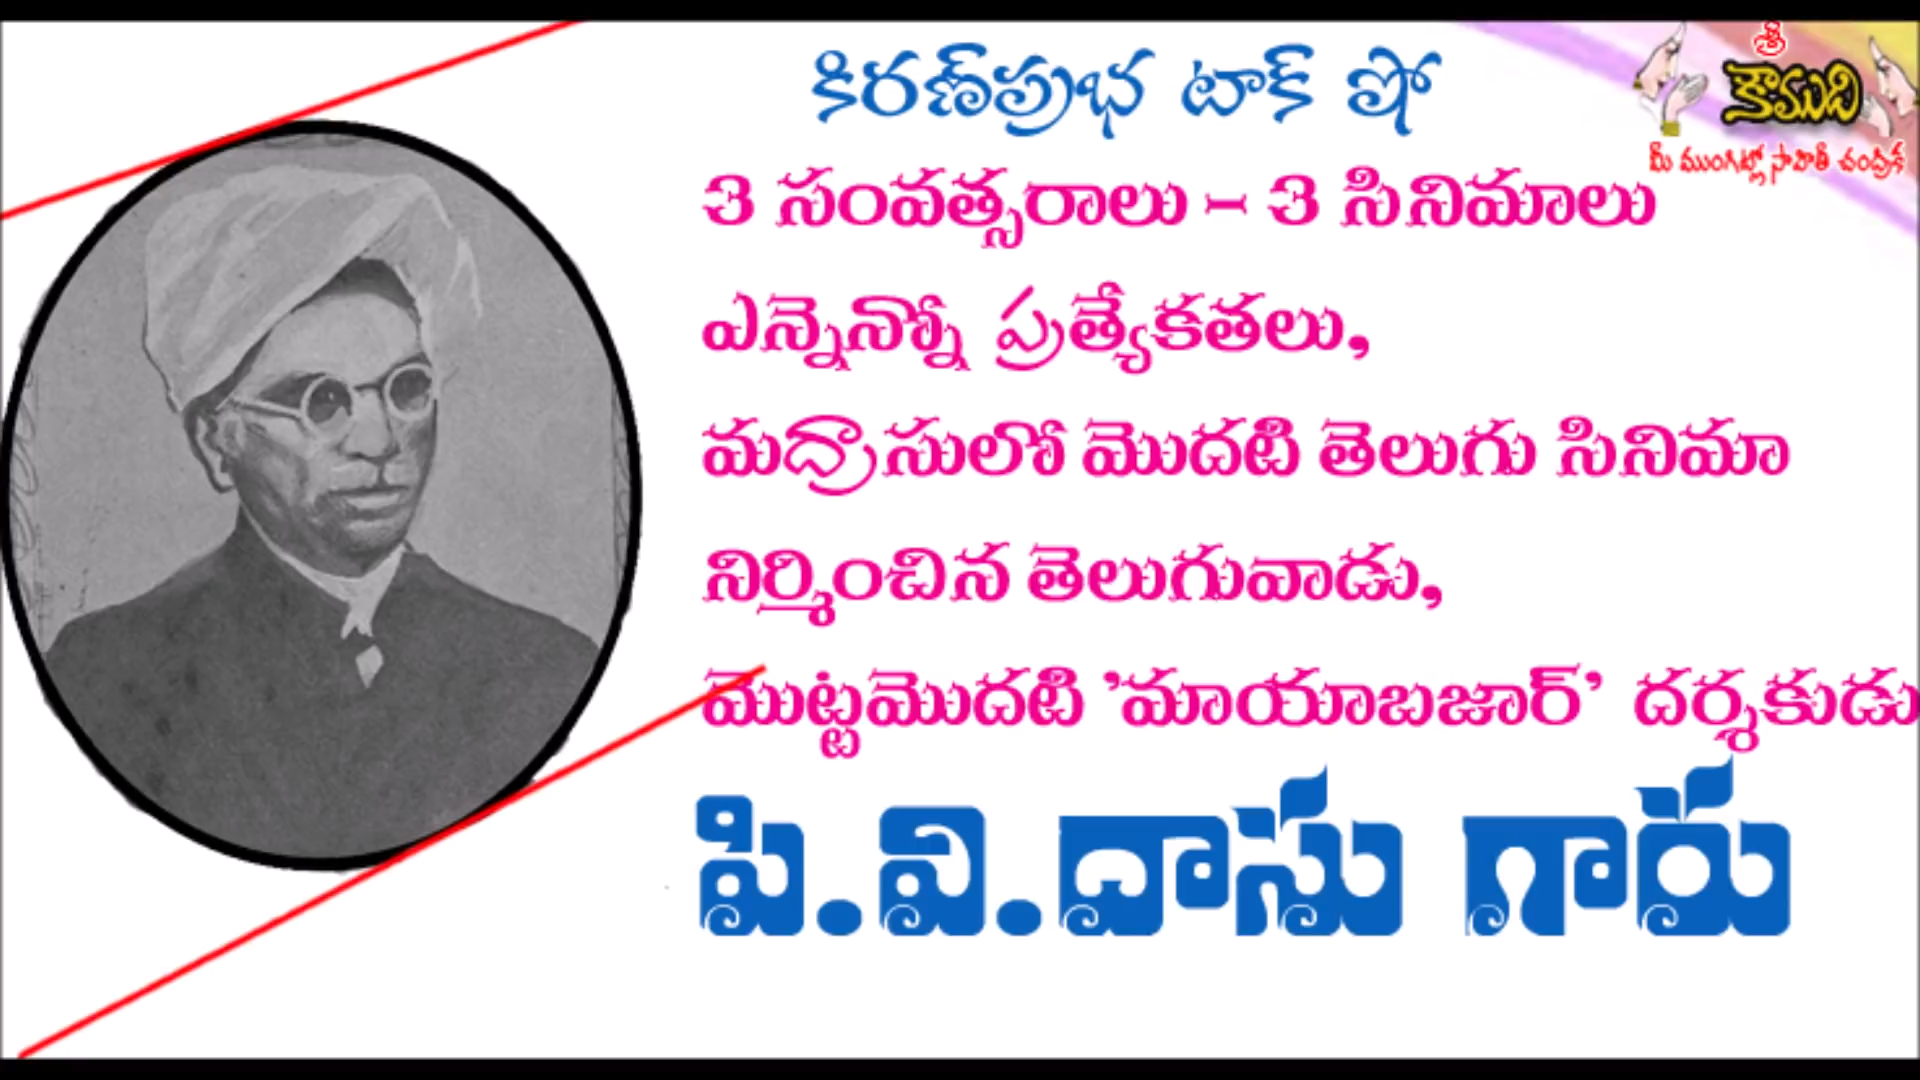 కిరణ్‌ప్రభ టాక్ షో
శ్రీ
కౌముది
మీ ముంగిట్లో సాహితీ చంద్రిక
3 సంవత్సరాలు - 3 సినిమాలు
ఎన్నెన్నో ప్రత్యేకతలు,
మద్రాసులో మొదటి తెలుగు సినిమా
నిర్మించిన తెలుగువాడు,
మొట్టమొదటి 'మాయాబజార్' దర్శకుడు
పి.వి.దాసు గారు